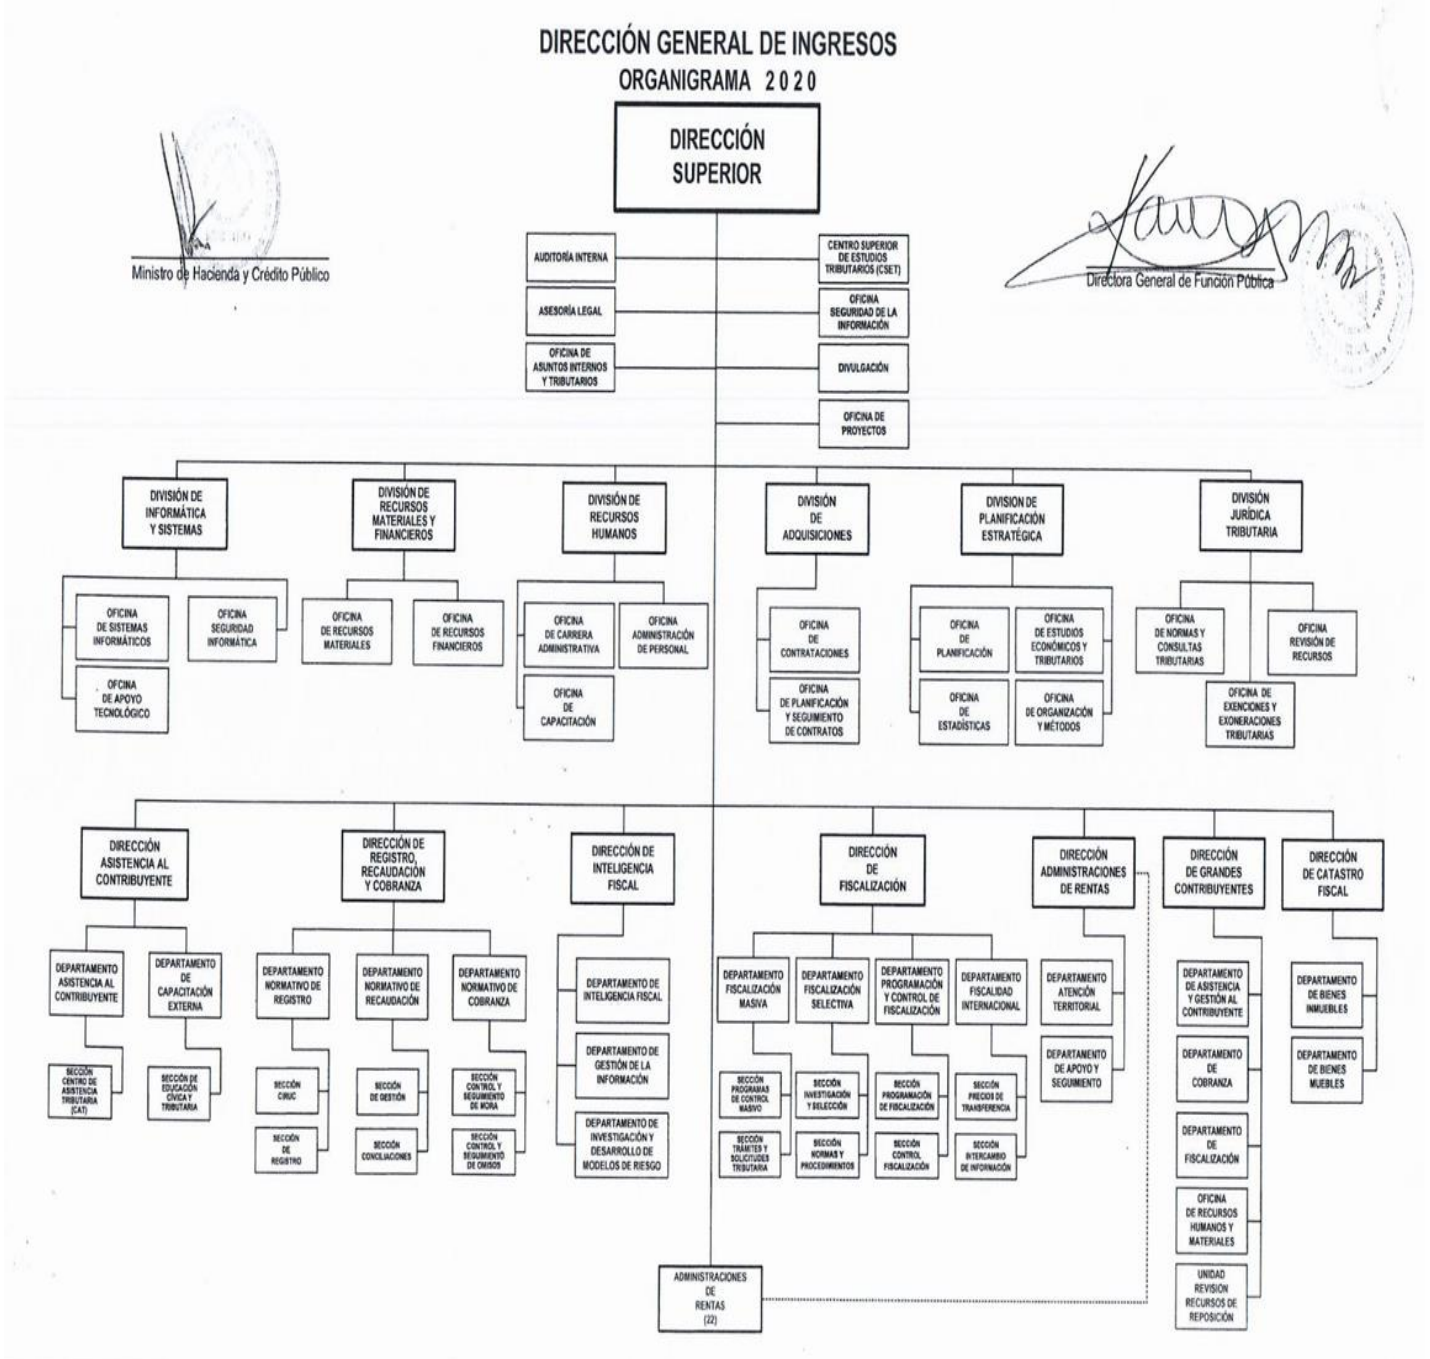 DIRECCIÓN GENERAL DE INGRESOS
ORGANIGRAMA 2020
DIRECCIÓN
SUPERIOR
Ministro de Hacienda y Crédito Público
Directora General de Función Pública
AUDITORÍA INTERNA
CENTRO SUPERIOR
DE ESTUDIOS
TRIBUTARIOS (CSET)
ASESORÍA LEGAL
OFICINA
SEGURIDAD DE LA
INFORMACIÓN
OFICINA DE
ASUNTOS INTERNOS
Y TRIBUTARIOS
DIVULGACIÓN
OFICINA DE
PROYECTOS
DIVISIÓN DE
INFORMÁTICA
Y SISTEMAS
DIVISIÓN DE
RECURSOS
MATERIALES Y
FINANCIEROS
DIVISIÓN DE
RECURSOS
HUMANOS
DIVISIÓN
DE
ADQUISICIONES
DIVISION DE
PLANIFICACIÓN
ESTRATÉGICA
DIVISIÓN
JURÍDICA
TRIBUTARIA
OFICINA
DE SISTEMAS
INFORMÁTICOS
OFICINA
SEGURIDAD
INFORMÁTICA
OFCINA
DE APOYO
TECNOLÓGICO
OFICINA
DE RECURSOS
MATERIALES
OFICINA
DE RECURSOS
FINANCIEROS
OFICINA
DE CARRERA
ADMINISTRATIVA
OFICINA
ADMINISTRACIÓN
DE PERSONAL
OFICINA
DE
CAPACITACIÓN
OFICINA
DE
CONTRATACIONES
OFICINA
DE PLANIFICACIÓN
Y SEGUIMIENTO
DE CONTRATOS
OFICINA
DE
PLANIFICACIÓN
OFICINA
DE ESTUDIOS
ECONÓMICOS Y
TRIBUTARIOS
OFICINA
DE
ESTADÍSTICAS
OFICINA
DE ORGANIZACIÓN
Y MÉTODOS
OFICINA
DE NORMAS Y
CONSULTAS
TRIBUTARIAS
OFICINA
REVISIÓN DE
RECURSOS
OFICINA DE
EXENCIONES Y
EXONERACIONES
TRIBUTARIAS
DIRECCIÓN
ASISTENCIA AL
CONTRIBUYENTE
DIRECCIÓN DE
REGISTRO,
RECAUDACIÓN
Y COBRANZA
DIRECCIÓN DE
INTELIGENCIA
FISCAL
DIRECCIÓN
DE
FISCALIZACIÓN
DIRECCIÓN
ADMINISTRACIONES
DE RENTAS
DIRECCIÓN
DE GRANDES
CONTRIBUYENTES
DIRECCIÓN
DE CATASTRO
FISCAL
DEPARTAMENTO
ASISTENCIA AL
CONTRIBUYENTE
DEPARTAMENTO
DE
CAPACITACIÓN
EXTERNA
SECCIÓN
CENTRO DE
ASISTENCIA
TRIBUTARIA
(CAT)
SECCIÓN DE
EDUCACIÓN
CÍVICA Y
TRIBUTARIA
DEPARTAMENTO
NORMATIVO DE
REGISTRO
DEPARTAMENTO
NORMATIVO DE
RECAUDACIÓN
DEPARTAMENTO
NORMATIVO DE
COBRANZA
SECCIÓN
CIRUC
SECCIÓN
DE GESTIÓN
SECCIÓN
CONTROL Y
SEGUIMIENTO
DE MORA
SECCIÓN
DE
REGISTRO
SECCIÓN
CONCILIACIONES
SECCIÓN
CONTROL Y
SEGUIMIENTO
DE OMISOS
DEPARTAMENTO DE
INTELIGENCIA FISCAL
DEPARTAMENTO DE
GESTIÓN DE LA
INFORMACIÓN
DEPARTAMENTO DE
INVESTIGACIÓN Y
DESARROLLO DE
MODELOS DE RIESGO
DEPARTAMENTO
FISCALIZACIÓN
MASIVA
DEPARTAMENTO
FISCALIZACIÓN
SELECTIVA
DEPARTAMENTO
PROGRAMACIÓN
Y CONTROL DE
FISCALIZACIÓN
DEPARTAMENTO
FISCALIDAD
INTERNACIONAL
SECCIÓN
PROGRAMAS
DE CONTROL
MASIVO
SECCIÓN
INVESTIGACIÓN
Y SELECCIÓN
SECCIÓN
PROGRAMACIÓN
DE FISCALIZACIÓN
SECCIÓN
PRECIOS DE
TRANSFERENCIA
SECCIÓN
TRÁMITES Y
SOLICITUDES
TRIBUTARIA
SECCIÓN
NORMAS Y
PROCEDIMIENTOS
SECCIÓN
CONTROL
FISCALIZACIÓN
SECCIÓN
INTERCAMBIO
DE INFORMACIÓN
DEPARTAMENTO
ATENCIÓN
TERRITORIAL
DEPARTAMENTO
DE APOYO Y
SEGUIMIENTO
DEPARTAMENTO
DE ASISTENCIA
Y GESTIÓN AL
CONTRIBUYENTE
DEPARTAMENTO
DE
COBRANZA
DEPARTAMENTO
DE
FISCALIZACIÓN
OFICINA
DE RECURSOS
HUMANOS Y
MATERIALES
UNIDAD
REVISIÓN
RECURSOS DE
REPOSICIÓN
DEPARTAMENTO
DE BIENES
INMUEBLES
DEPARTAMENTO
DE BIENES
MUEBLES
ADMINISTRACIONES
DE
RENTAS
(22)